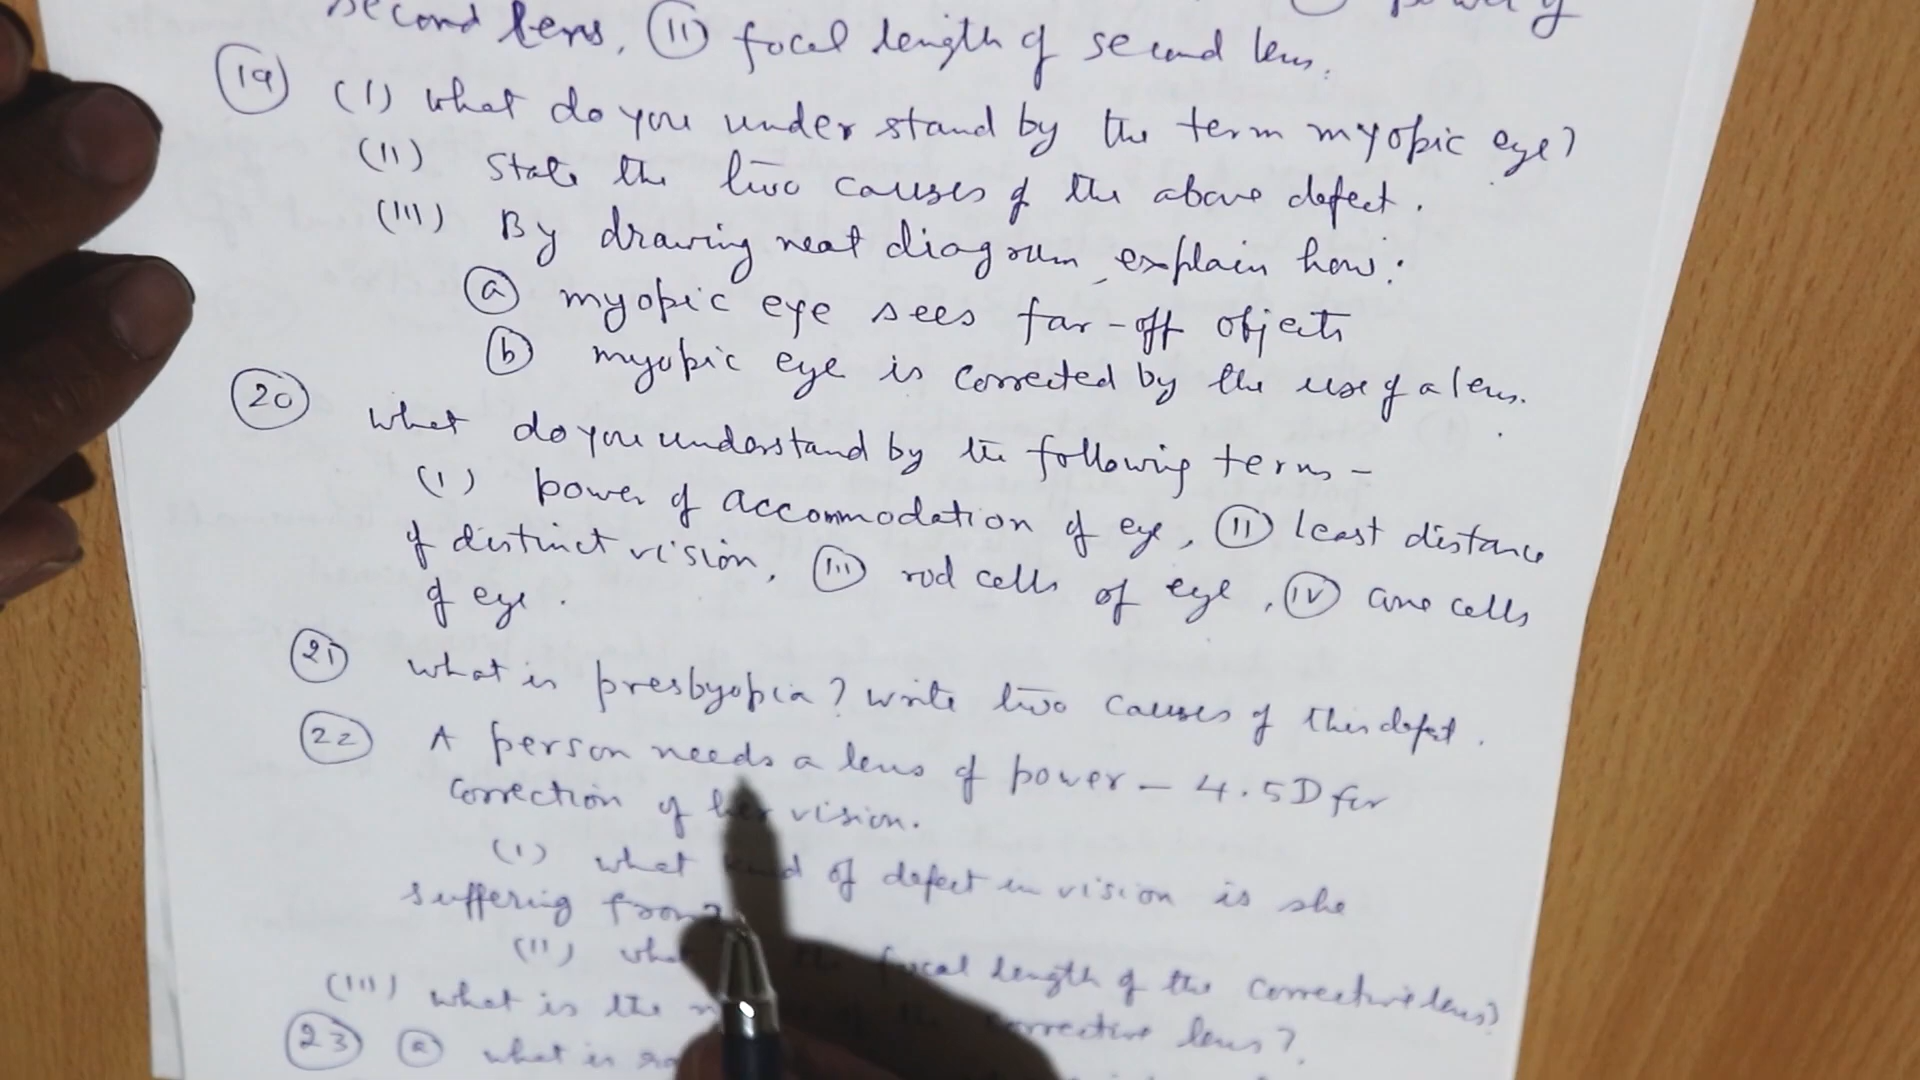 second lens, (II) focal length of second lens.
(19) (I) what do you understand by the term myopic eye?
(II) State the two causes of the above defect.
(III) By drawing neat diagram explain how:
(a) myopic eye sees far-off objects
(b) myopic eye is corrected by the use of a lens.
(20) what do you understand by the following terms –
(I) power of accommodation of eye, (II) least distance
of distinct vision, (III) rod cells of eye, (IV) cone cells
of eye.
(21) what is presbyopia? write two causes of this defect.
(22) A person needs a lens of power – 4.5D for
correction of her vision.
(I) what of defect in vision is she
suffering from?
(II) the focal length of the corrective lens?
(III) what is the of the corrective lens?
(23) (a) what is